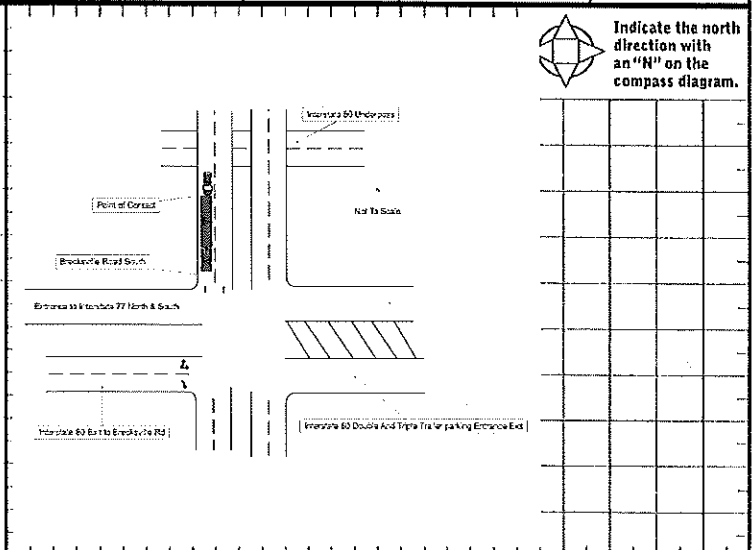 Indicate the north
direction with
an "N" on the
compass diagram.
Interstate 80 Underpass
Point of Contact
Not To Scale
Brecksville Road South
Entrance to Interstate 77 North & South
Interstate 80 Exit to Brecksville Rd
Interstate 80 Double And Triple Trailer parking Entrance Exit